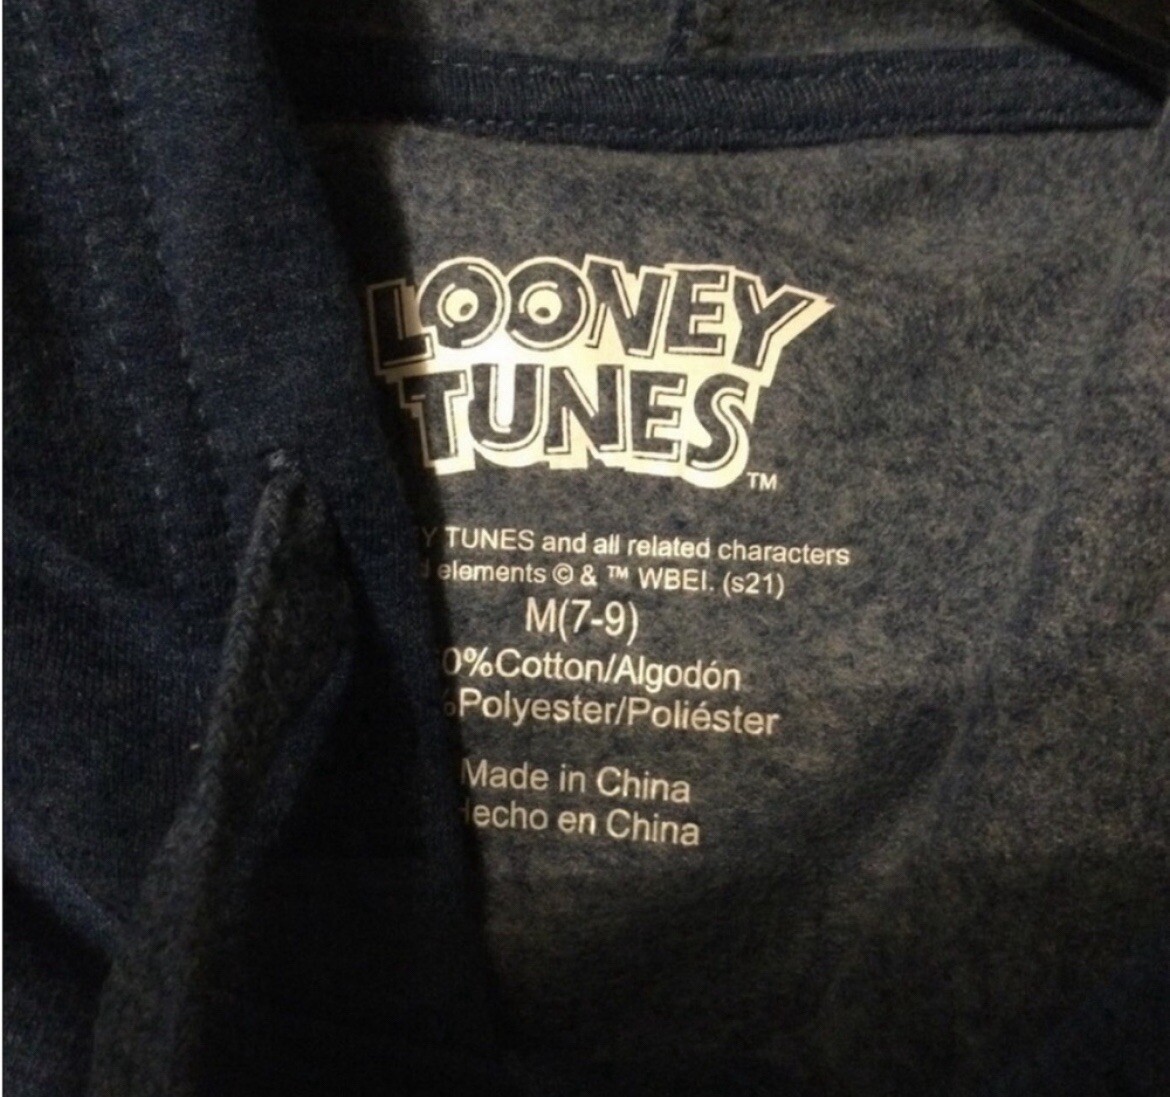 LOONEY
TUNES
TM
TUNES and all related characters
elements © & ™ WBEI. (s21)
M(7-9)
0%Cotton/Algodón
Polyester/Poliéster
Made in China
echo en China